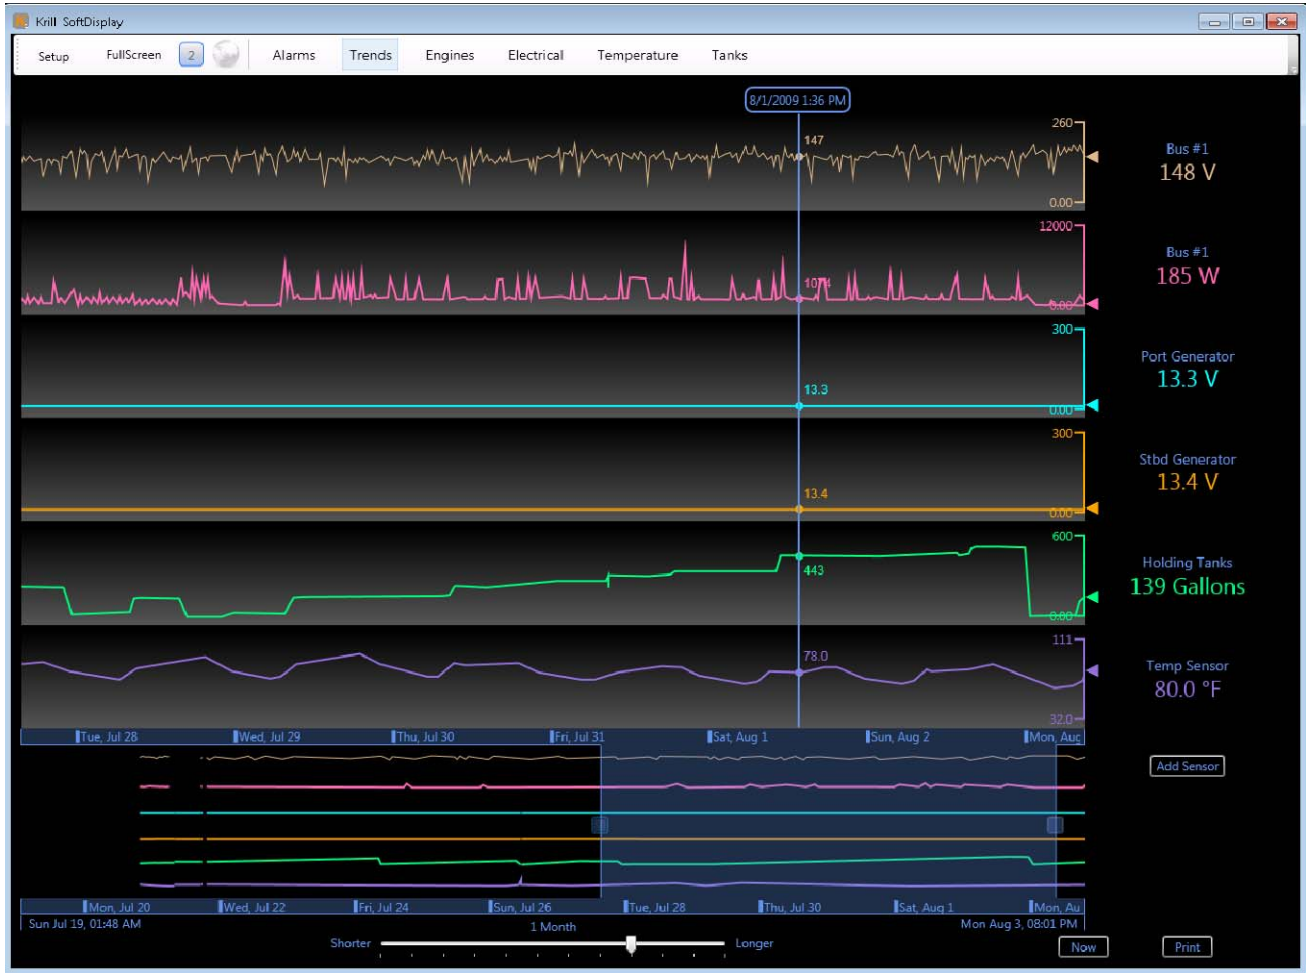 Krill SoftDisplay
Setup FullScreen 2 Alarms Trends Engines Electrical Temperature Tanks
8/1/2009 1:36 PM
260
147
Bus #1
148 V
0.00
12000
Bus #1
185 W
1074
0.00
300
Port Generator
13.3 V
13.3
0.00
300
Stbd Generator
13.4 V
13.4
0.00
600
Holding Tanks
443
139 Gallons
0.00
111
78.0
Temp Sensor
80.0 °F
32.0
Tue, Jul 28 Wed, Jul 29 Thu, Jul 30 Fri, Jul 31 Sat, Aug 1 Sun, Aug 2 Mon, Aug
Add Sensor
Mon, Jul 20 Wed, Jul 22 Fri, Jul 24 Sun, Jul 26 Tue, Jul 28 Thu, Jul 30 Sat, Aug 1 Mon, Au
Sun Jul 19, 01:48 AM 1 Month Mon Aug 3, 08:01 PM
Shorter Longer Now Print